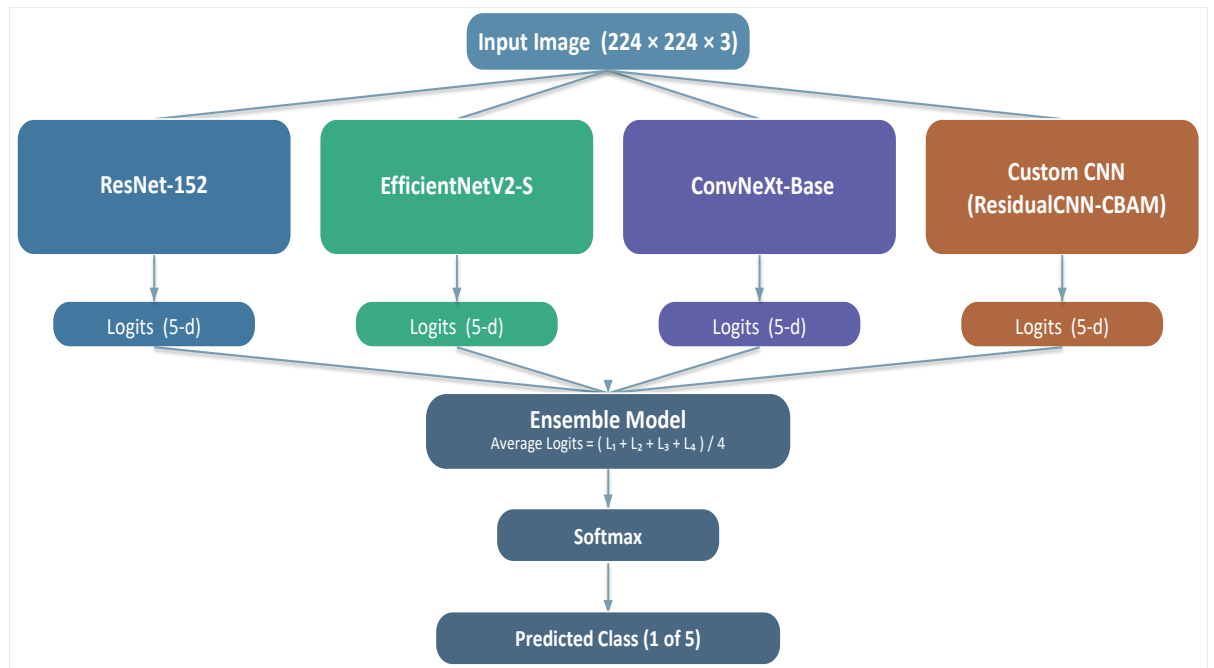 Input Image (224 × 224 × 3)
ResNet-152
EfficientNetV2-S
ConvNeXt-Base
Custom CNN
(ResidualCNN-CBAM)
Logits (5-d)
Logits (5-d)
Logits (5-d)
Logits (5-d)
Ensemble Model
Average Logits = ( L₁ + L₂ + L₃ + L₄ ) / 4
Softmax
Predicted Class (1 of 5)